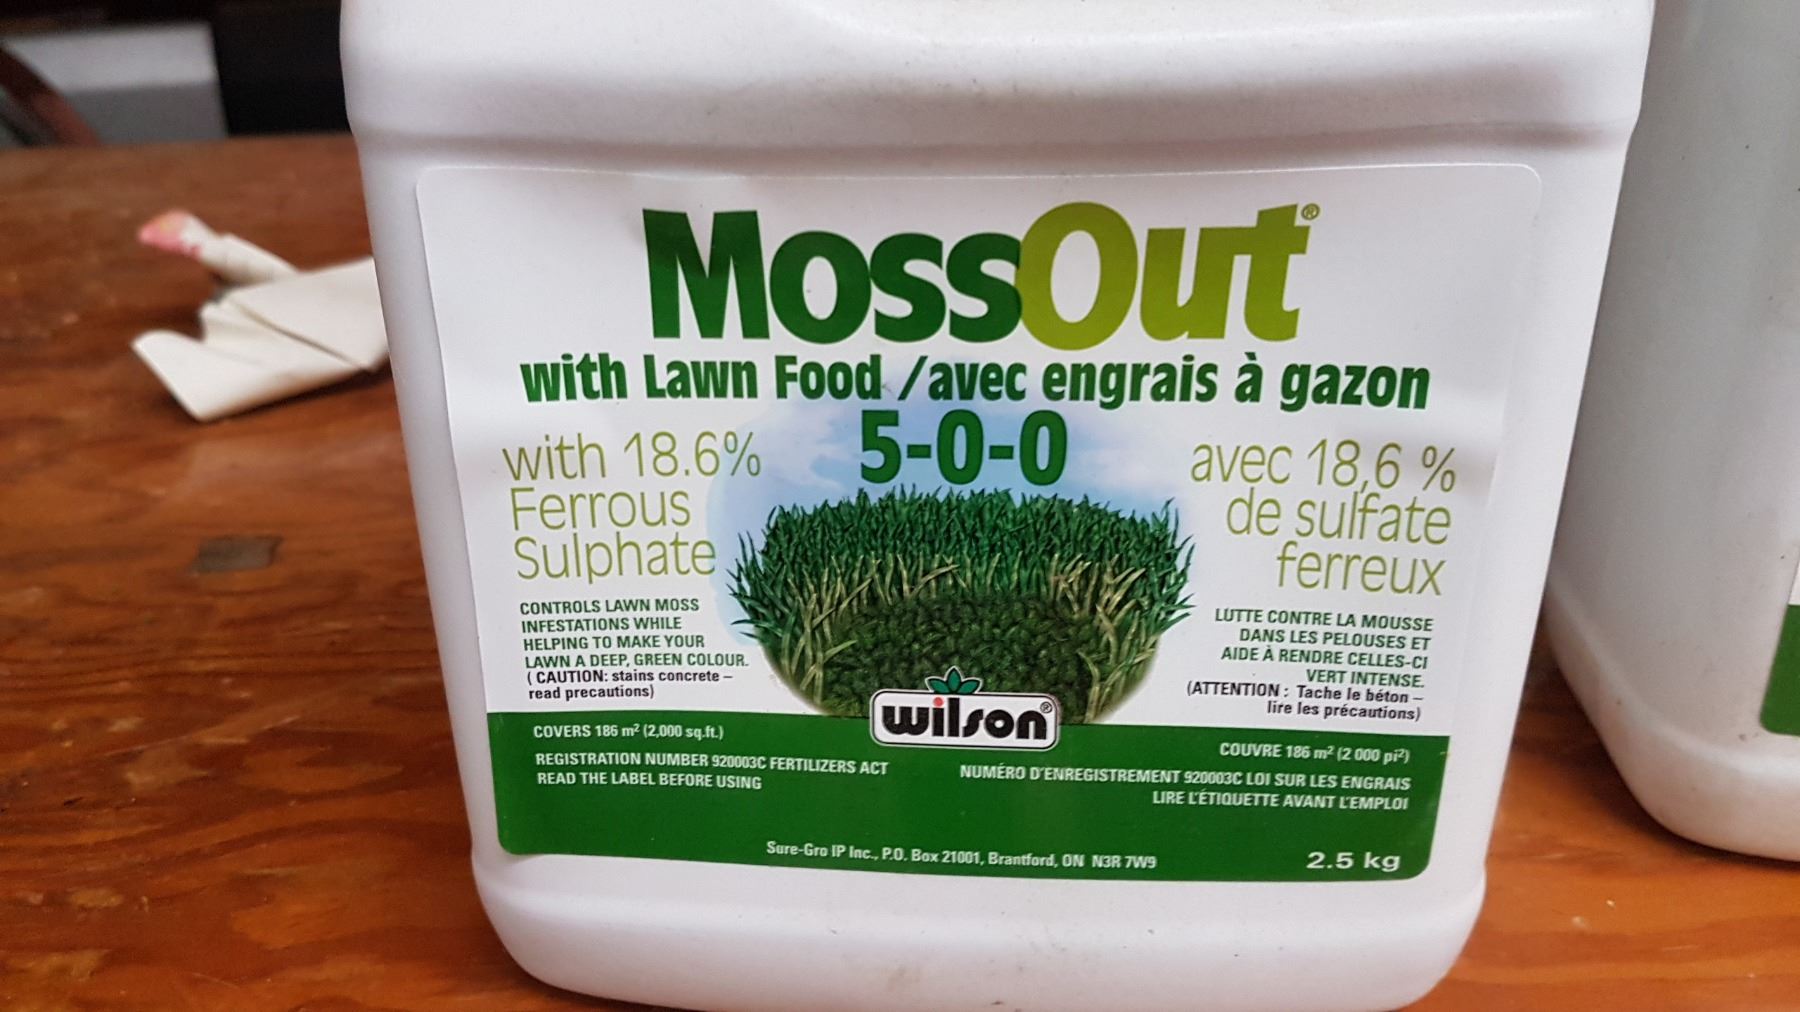 MossOut®
with Lawn Food / avec engrais à gazon
5-0-0
with 18.6%
Ferrous
Sulphate
CONTROLS LAWN MOSS
INFESTATIONS WHILE
HELPING TO MAKE YOUR
LAWN A DEEP, GREEN COLOUR.
( CAUTION: stains concrete –
read precautions)
avec 18,6 %
de sulfate
ferreux
LUTTE CONTRE LA MOUSSE
DANS LES PELOUSES ET
AIDE À RENDRE CELLES-CI
VERT INTENSE.
(ATTENTION : Tache le béton –
lire les précautions)
wilson®
COVERS 186 m² (2,000 sq.ft.)
REGISTRATION NUMBER 920003C FERTILIZERS ACT
READ THE LABEL BEFORE USING
COUVRE 186 m² (2 000 pi²)
NUMÉRO D'ENREGISTREMENT 920003C LOI SUR LES ENGRAIS
LIRE L'ÉTIQUETTE AVANT L'EMPLOI
Sure-Gro IP Inc., P.O. Box 21001, Brantford, ON N3R 7W9
2.5 kg